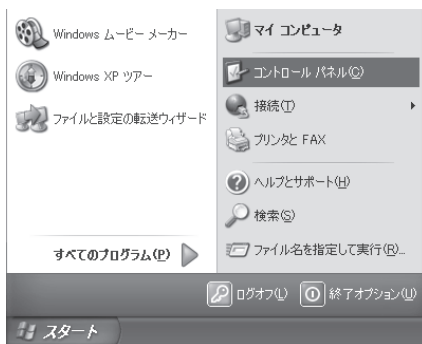 Windows ムービー メーカー
Windows XP ツアー
ファイルと設定の転送ウィザード
すべてのプログラム(P)
マイ コンピュータ
コントロール パネル(C)
接続(T)
プリンタと FAX
ヘルプとサポート(H)
検索(S)
ファイル名を指定して実行(R)...
ログオフ(L)
終了オプション(U)
スタート